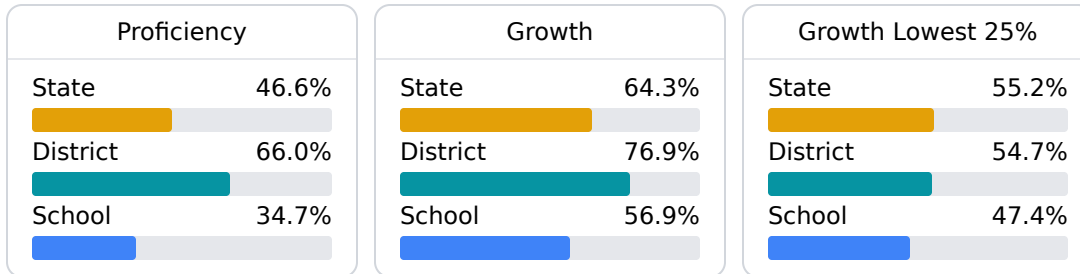 Proficiency
State 46.6%
District 66.0%
School 34.7%
Growth
State 64.3%
District 76.9%
School 56.9%
Growth Lowest 25%
State 55.2%
District 54.7%
School 47.4%